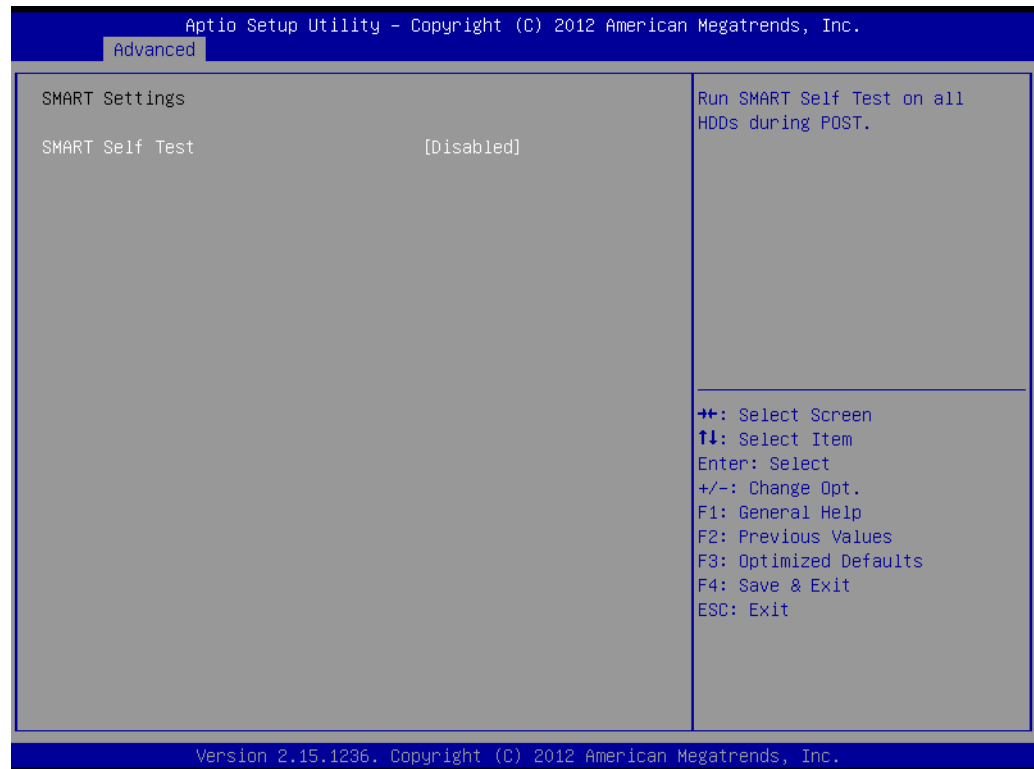 Aptio Setup Utility – Copyright (C) 2012 American Megatrends, Inc.
Advanced
SMART Settings
SMART Self Test [Disabled]
Run SMART Self Test on all
HDDs during POST.
→←: Select Screen
↑↓: Select Item
Enter: Select
+/-: Change Opt.
F1: General Help
F2: Previous Values
F3: Optimized Defaults
F4: Save & Exit
ESC: Exit
Version 2.15.1236. Copyright (C) 2012 American Megatrends, Inc.